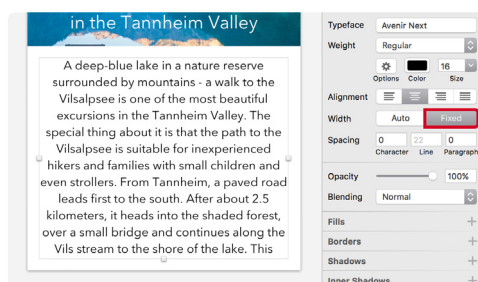 in the Tannheim Valley
A deep-blue lake in a nature reserve
surrounded by mountains - a walk to the
Vilsalpsee is one of the most beautiful
excursions in the Tannheim Valley. The
special thing about it is that the path to the
Vilsalpsee is suitable for inexperienced
hikers and families with small children and
even strollers. From Tannheim, a paved road
leads first to the south. After about 2.5
kilometers, it heads into the shaded forest,
over a small bridge and continues along the
Vils stream to the shore of the lake. This
Typeface Avenir Next
Weight Regular
16
Options Color Size
Alignment
Width Auto Fixed
Spacing 0 22 0
Character Line Paragraph
Opacity 100%
Blending Normal
Fills
Borders
Shadows
Inner Shadows